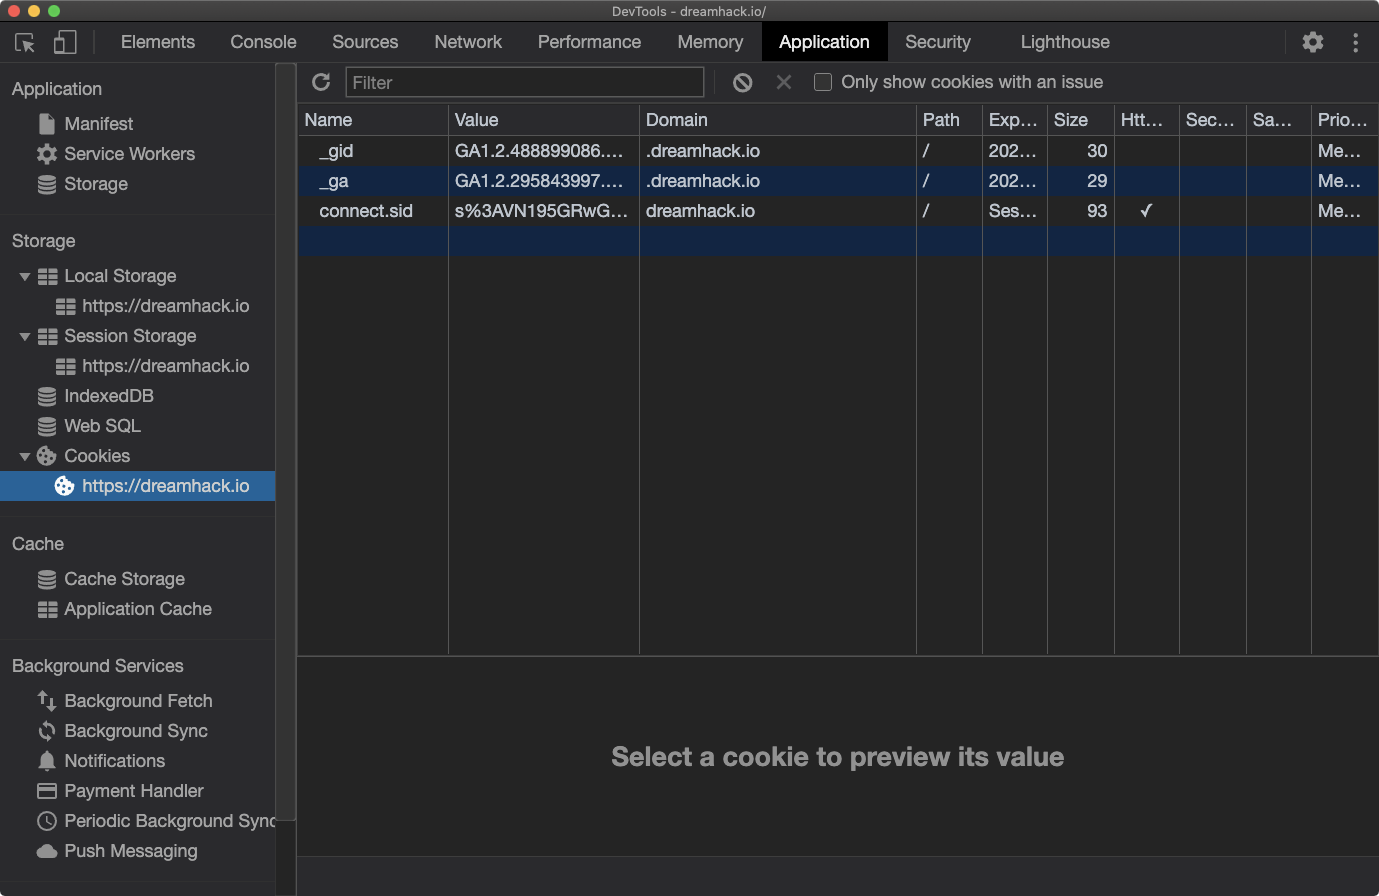 DevTools - dreamhack.io/
Elements Console Sources Network Performance Memory Application Security Lighthouse
Application
Manifest
Service Workers
Storage
Storage
Local Storage
https://dreamhack.io
Session Storage
https://dreamhack.io
IndexedDB
Web SQL
Cookies
https://dreamhack.io
Cache
Cache Storage
Application Cache
Background Services
Background Fetch
Background Sync
Notifications
Payment Handler
Periodic Background Sync
Push Messaging
Filter Only show cookies with an issue
Name Value Domain Path Exp... Size Htt... Sec... Sa... Prio...
_gid GA1.2.488899086.... .dreamhack.io / 202... 30 Me...
_ga GA1.2.295843997.... .dreamhack.io / 202... 29 Me...
connect.sid s%3AVN195GRwG... dreamhack.io / Ses... 93 ✓ Me...
Select a cookie to preview its value